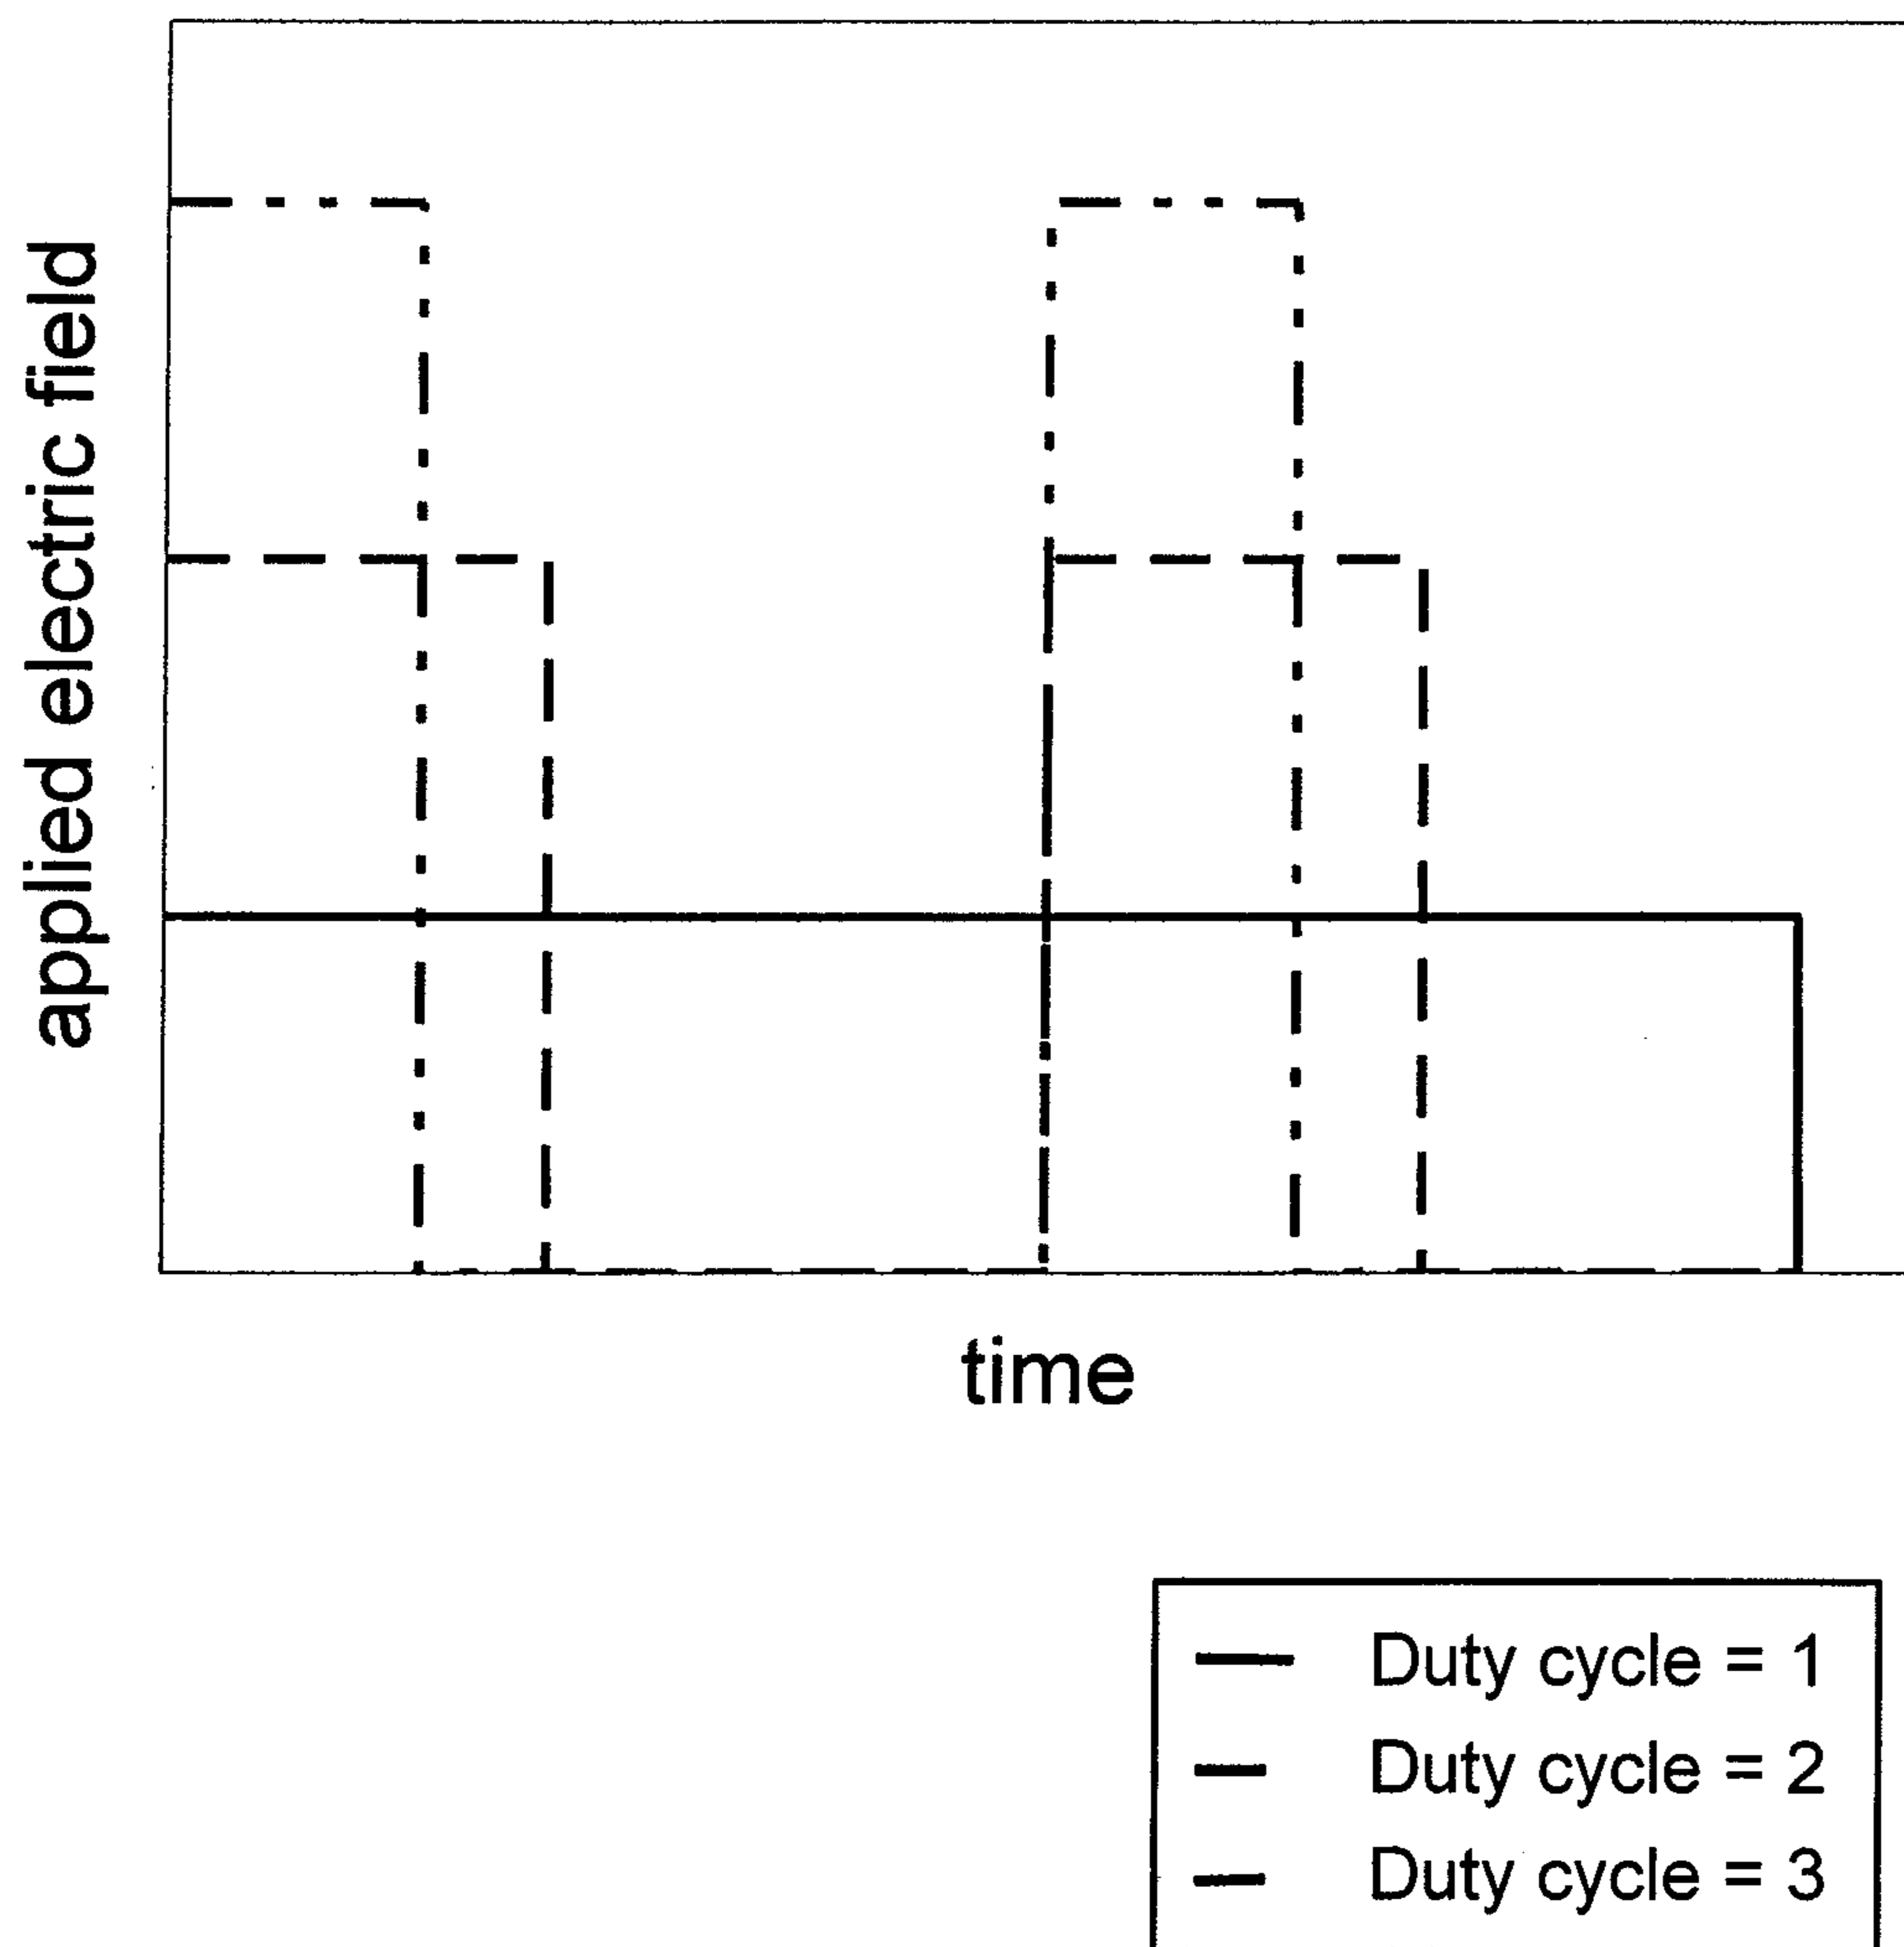 applied electric field
time
Duty cycle = 1
Duty cycle = 2
Duty cycle = 3